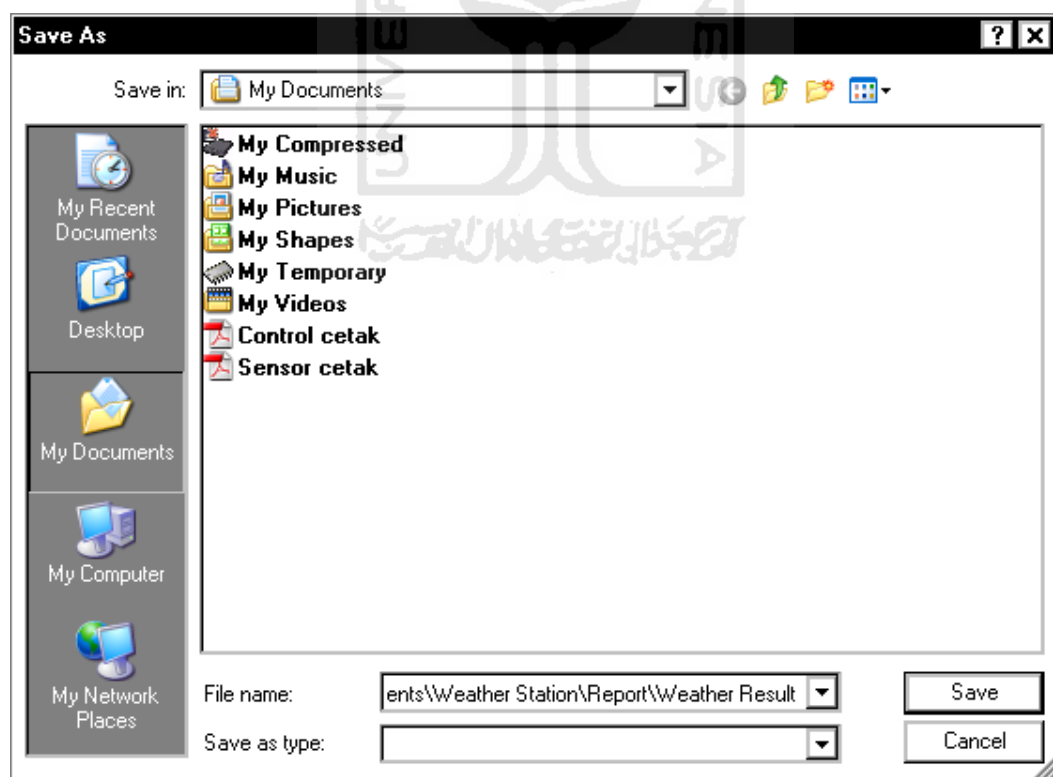 Save As
Save in:
My Documents
My Recent
Documents
Desktop
My Documents
My Computer
My Network
Places
My Compressed
My Music
My Pictures
My Shapes
My Temporary
My Videos
Control cetak
Sensor cetak
File name:
ents\Weather Station\Report\Weather Result
Save
Save as type:
Cancel